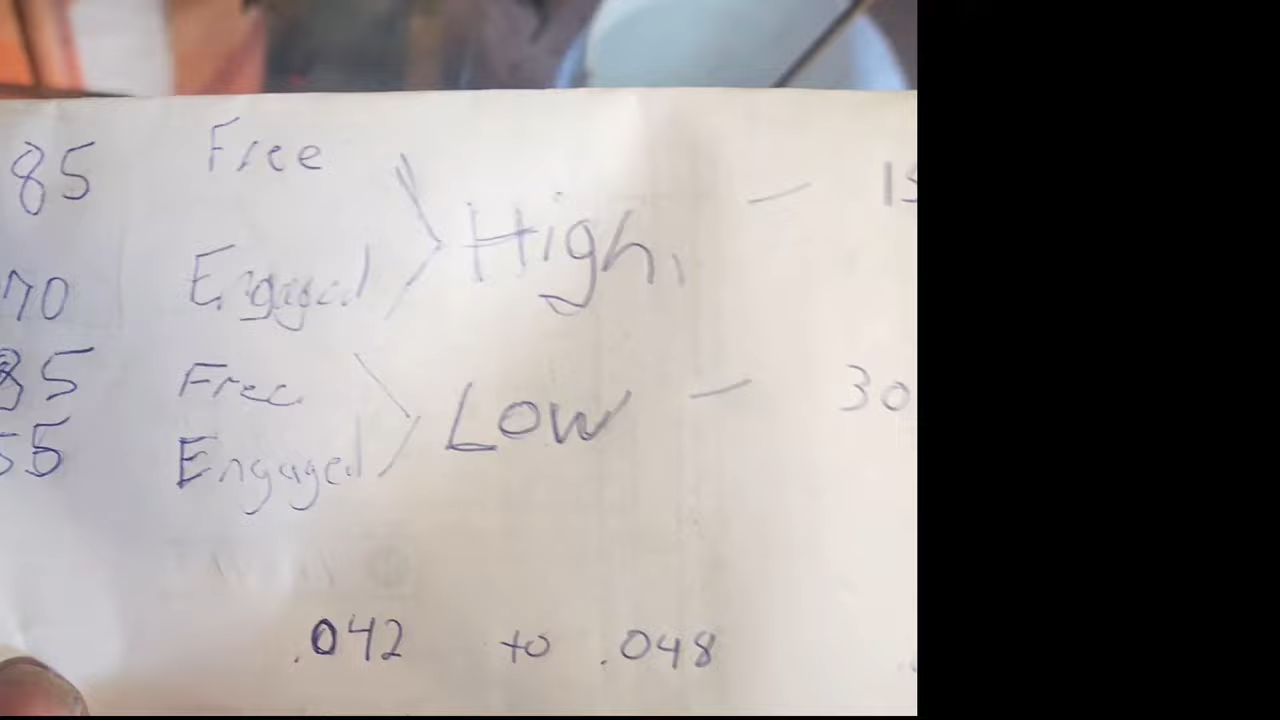 85 Free
High, — 15
70 Engaged
85 Free
Low — 30
55 Engaged
.042 to .048